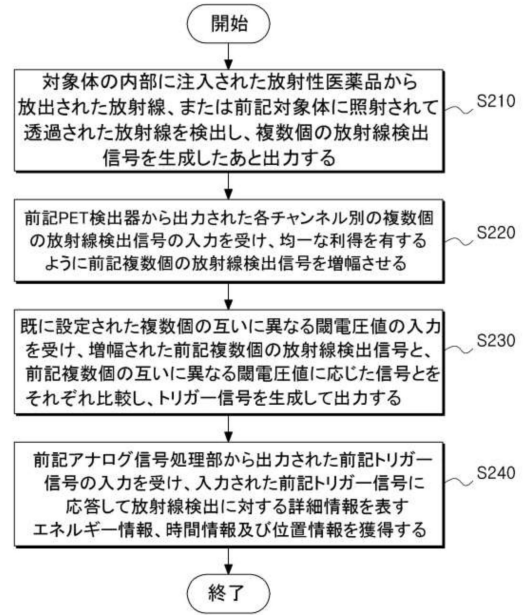 開始
対象体の内部に注入された放射性医薬品から
放出された放射線、または前記対象体に照射されて
透過された放射線を検出し、複数個の放射線検出
信号を生成したあと出力する
S210
前記PET検出器から出力された各チャンネル別の複数個
の放射線検出信号の入力を受け、均一な利得を有する
ように前記複数個の放射線検出信号を増幅させる
S220
既に設定された複数個の互いに異なる閾電圧値の入力
を受け、増幅された前記複数個の放射線検出信号と、
前記複数個の互いに異なる閾電圧値に応じた信号とを
それぞれ比較し、トリガー信号を生成して出力する
S230
前記アナログ信号処理部から出力された前記トリガー
信号の入力を受け、入力された前記トリガー信号に
応答して放射線検出に対する詳細情報を表す
エネルギー情報、時間情報及び位置情報を獲得する
S240
終了